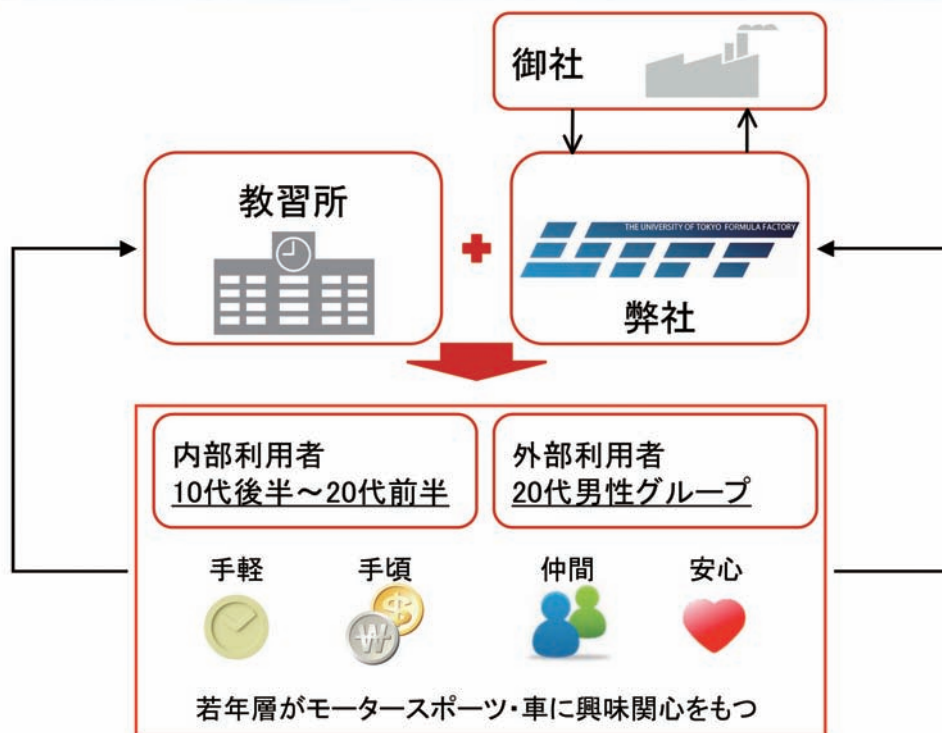 御社
教習所
THE UNIVERSITY OF TOKYO FORMULA FACTORY
UTFF
弊社
内部利用者
10代後半～20代前半
外部利用者
20代男性グループ
手軽
手頃
仲間
安心
$
₩
若年層がモータースポーツ・車に興味関心をもつ